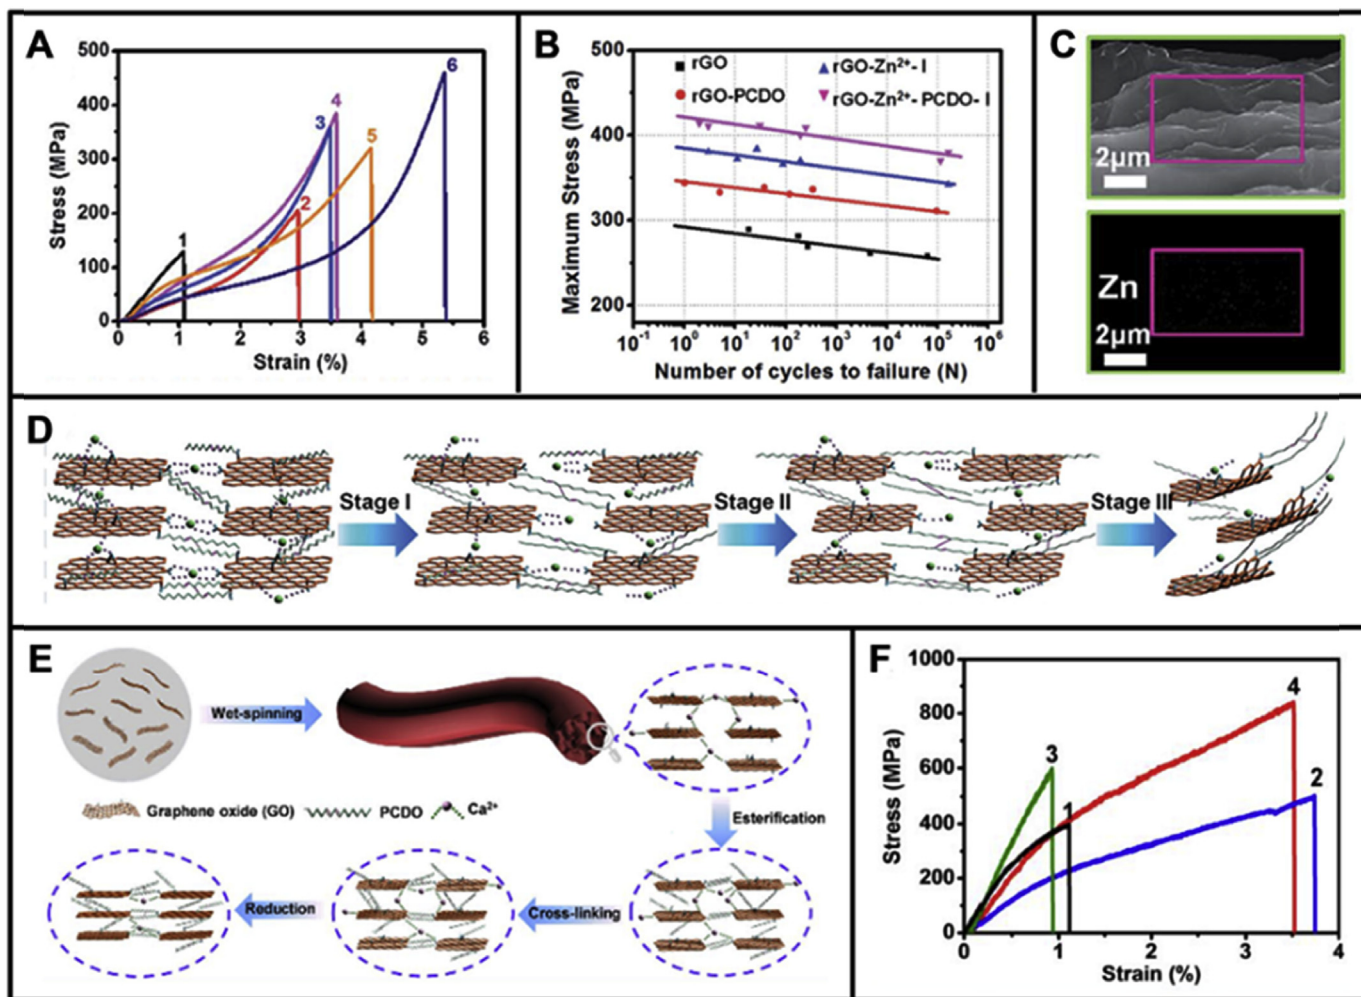 A
500
400
300
200
100
0
Stress (MPa)
1
2
3
4
5
6
0 1 2 3 4 5 6
Strain (%)
B
500
400
300
200
Maximum Stress (MPa)
rGO
rGO-Zn²⁺- I
rGO-PCDO
rGO-Zn²⁺- PCDO- I
10⁻¹ 10⁰ 10¹ 10² 10³ 10⁴ 10⁵ 10⁶
Number of cycles to failure (N)
C
2μm
Zn
2μm
D
Stage I
Stage II
Stage III
E
Wet-spinning
Graphene oxide (GO)
PCDO
Ca²⁺
Esterification
Cross-linking
Reduction
F
1000
800
600
400
200
0
Stress (MPa)
3
1
4
2
0 1 2 3 4
Strain (%)